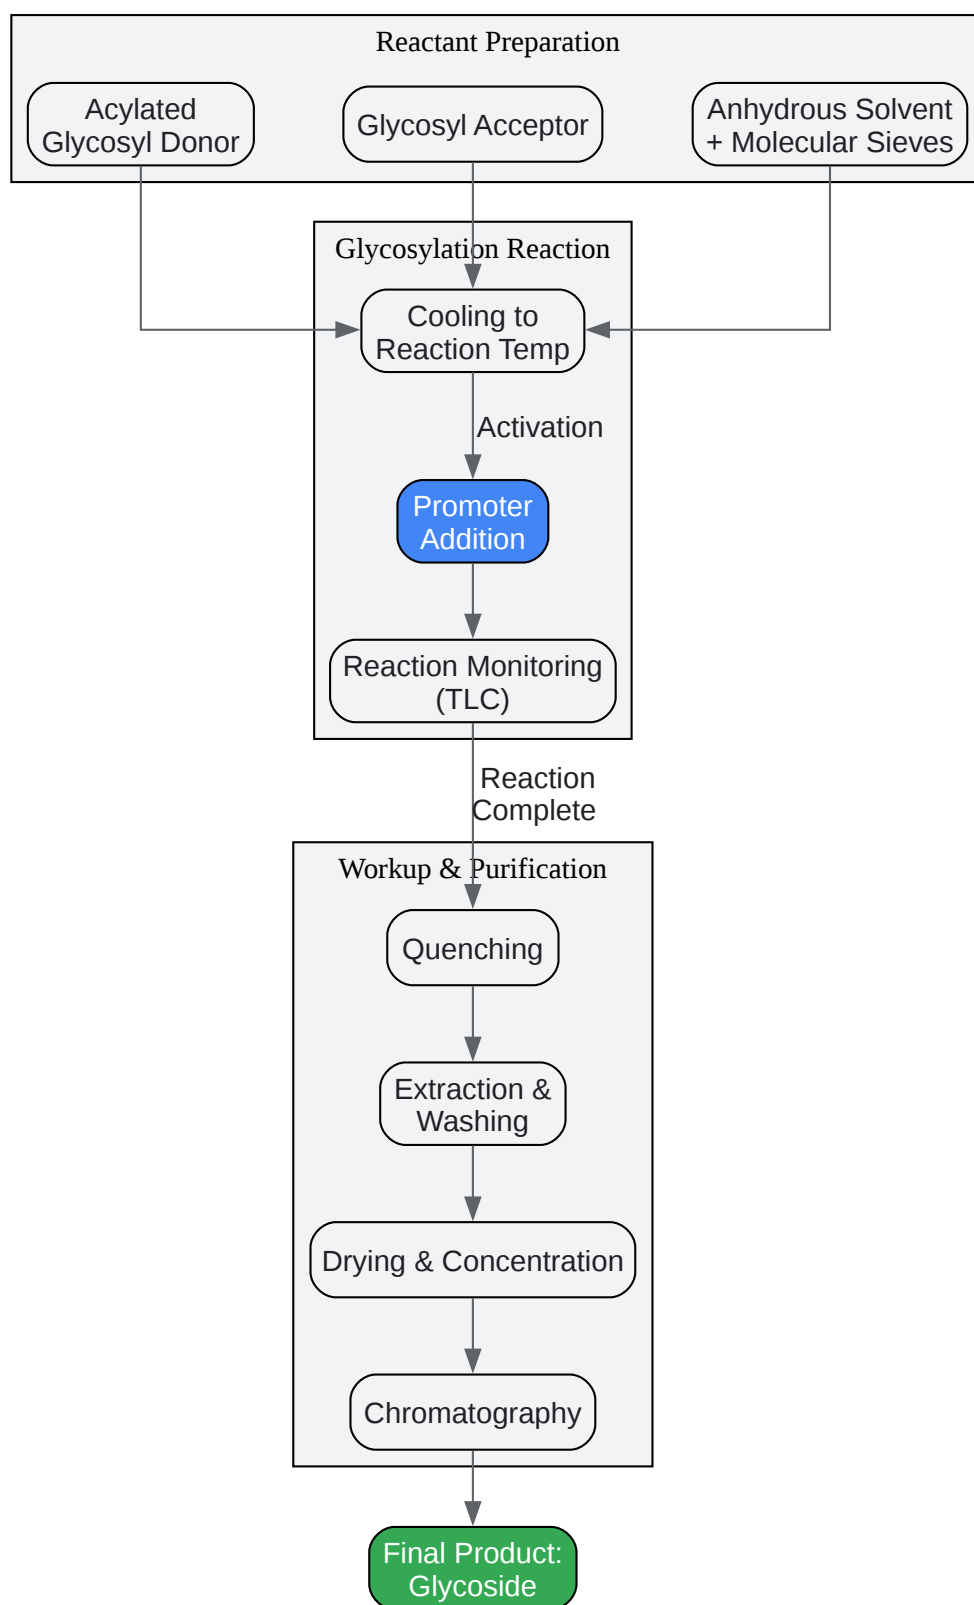 Reactant Preparation
Acylated
Glycosyl Donor
Glycosyl Acceptor
Anhydrous Solvent
+ Molecular Sieves
Glycosylation Reaction
Cooling to
Reaction Temp
Activation
Promoter
Addition
Reaction Monitoring
(TLC)
Reaction
Complete
Workup & Purification
Quenching
Extraction &
Washing
Drying & Concentration
Chromatography
Final Product:
Glycoside